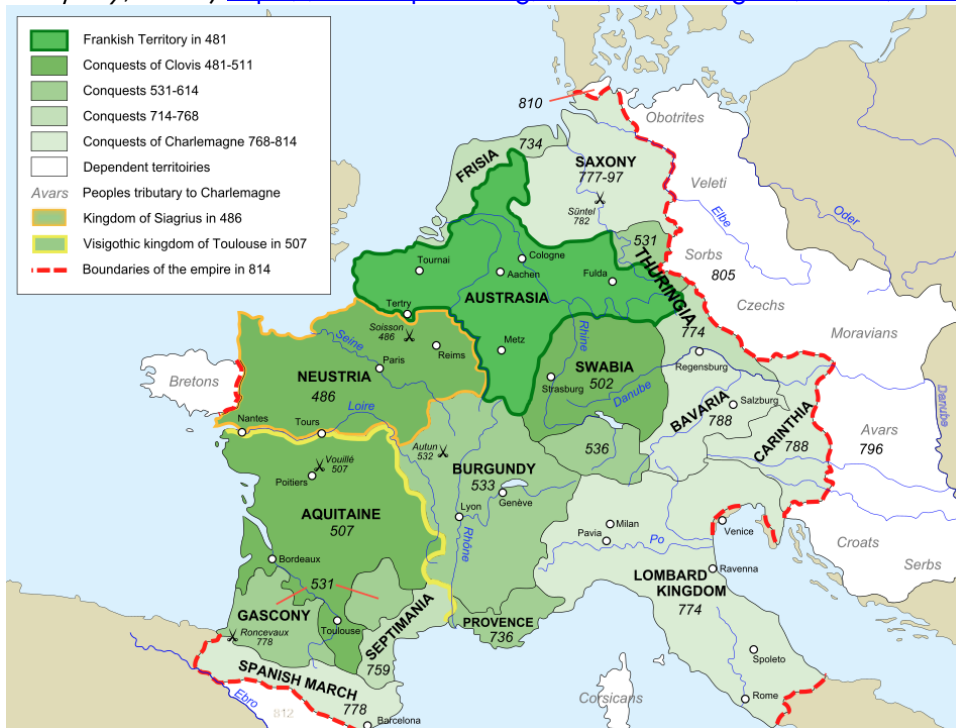 Frankish Territory in 481
Conquests of Clovis 481-511
Conquests 531-614
Conquests 714-768
Conquests of Charlemagne 768-814
Dependent territoiries
Avars Peoples tributary to Charlemagne
Kingdom of Siagrius in 486
Visigothic kingdom of Toulouse in 507
Boundaries of the empire in 814
810
Obotrites
734
FRISIA
SAXONY
777-97
Süntel
782
Veleti
Elbe
Oder
531
Sorbs
805
THURINGIA
Tournai
Cologne
Aachen
Fulda
AUSTRASIA
Czechs
Moravians
Tertry
Soisson
486
Reims
Metz
Rhine
774
Seine
Paris
NEUSTRIA
486
Bretons
SWABIA
502
Strasburg
Danube
Regensburg
Salzburg
BAVARIA
788
CARINTHIA
788
Avars
796
Danube
Nantes
Loire
Tours
Autun
532
536
Vouillé
507
Poitiers
BURGUNDY
533
Genève
Lyon
Rhône
AQUITAINE
507
Milan
Pavia
Po
Venice
Croats
Serbs
Bordeaux
531
Ravenna
LOMBARD
KINGDOM
774
GASCONY
Roncevaux
778
Toulouse
SEPTIMANIA
759
PROVENCE
736
SPANISH MARCH
778
Ebro
812
Barcelona
Corsicans
Spoleto
Rome